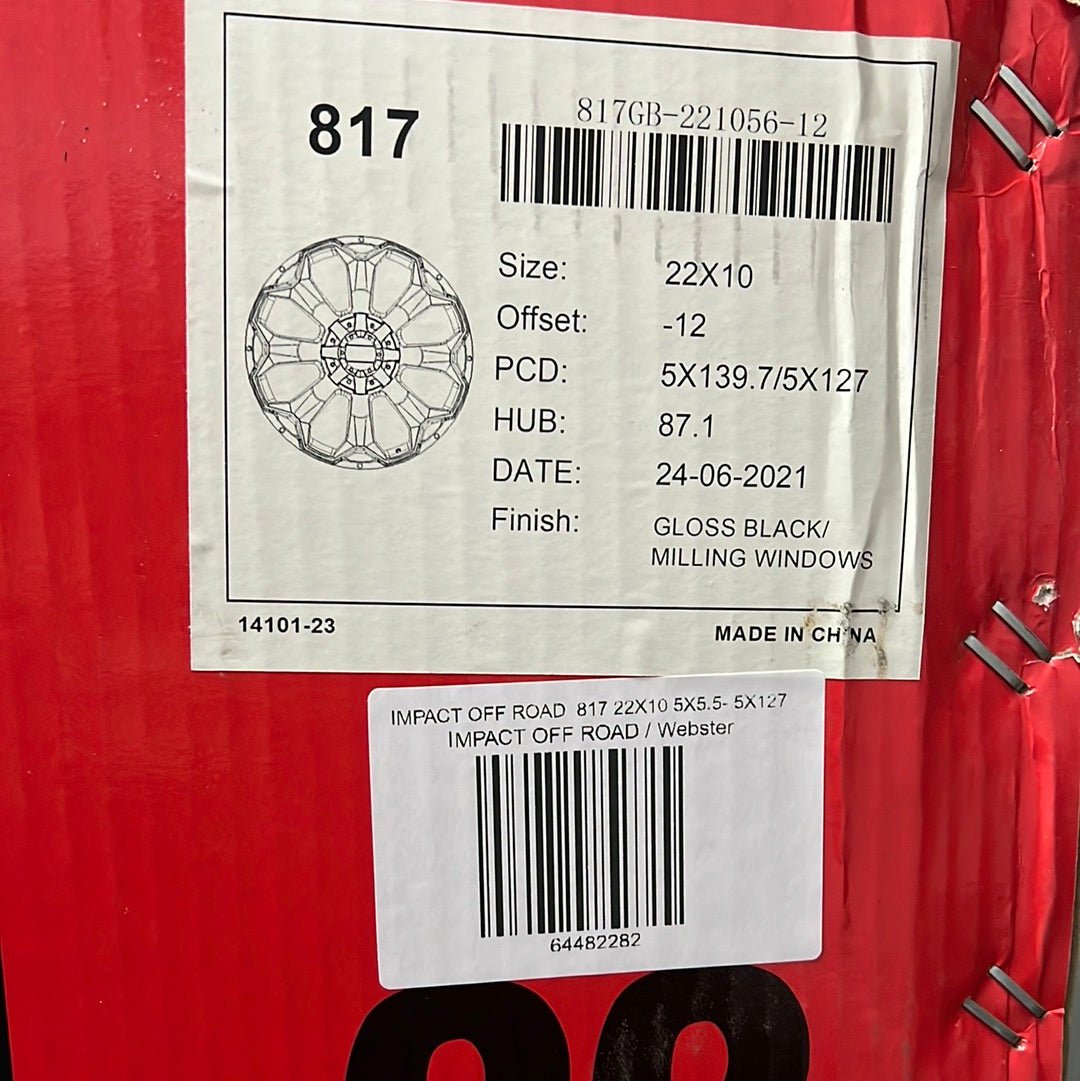 817
817GB-221056-12
Size: 22X10
Offset: -12
PCD: 5X139.7/5X127
HUB: 87.1
DATE: 24-06-2021
Finish: GLOSS BLACK/
MILLING WINDOWS
14101-23
MADE IN CHINA
IMPACT OFF ROAD 817 22X10 5X5.5- 5X127
IMPACT OFF ROAD / Webster
64482282